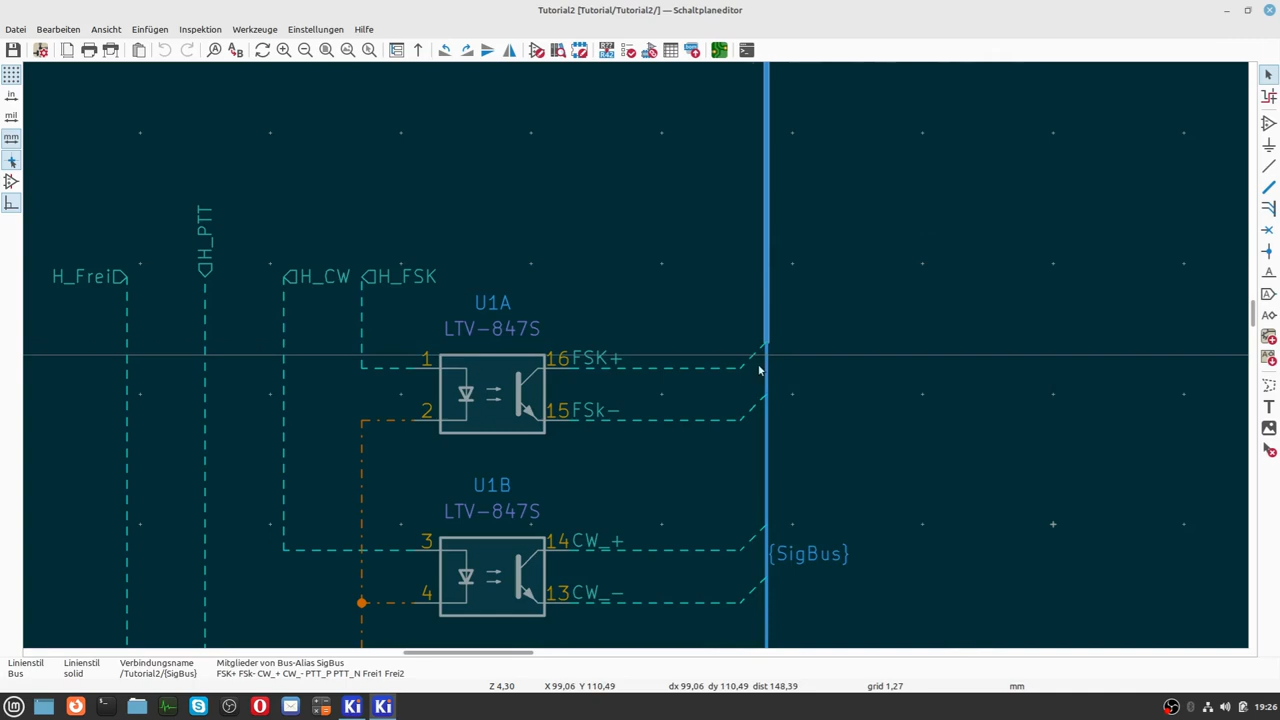 Tutorial2 [Tutorial/Tutorial2/] — Schaltplaneditor
Datei Bearbeiten Ansicht Einfügen Inspektion Werkzeuge Einstellungen Hilfe
in
mil
mm
H_PTT
H_Frei
H_CW
H_FSK
U1A
LTV-847S
1
16
FSK+
2
15
FSk-
U1B
LTV-847S
3
14
CW_+
4
13
CW_-
{SigBus}
Linienstil Linienstil Verbindungsname Mitglieder von Bus-Alias SigBus
Bus solid /Tutorial2/{SigBus} FSK+ FSk- CW_+ CW_- PTT_P PTT_N Frei1 Frei2
Z 4,30 X 99,06 Y 110,49 dx 99,06 dy 110,49 dist 148,39 grid 1,27 mm
Ki
Ki
19:26